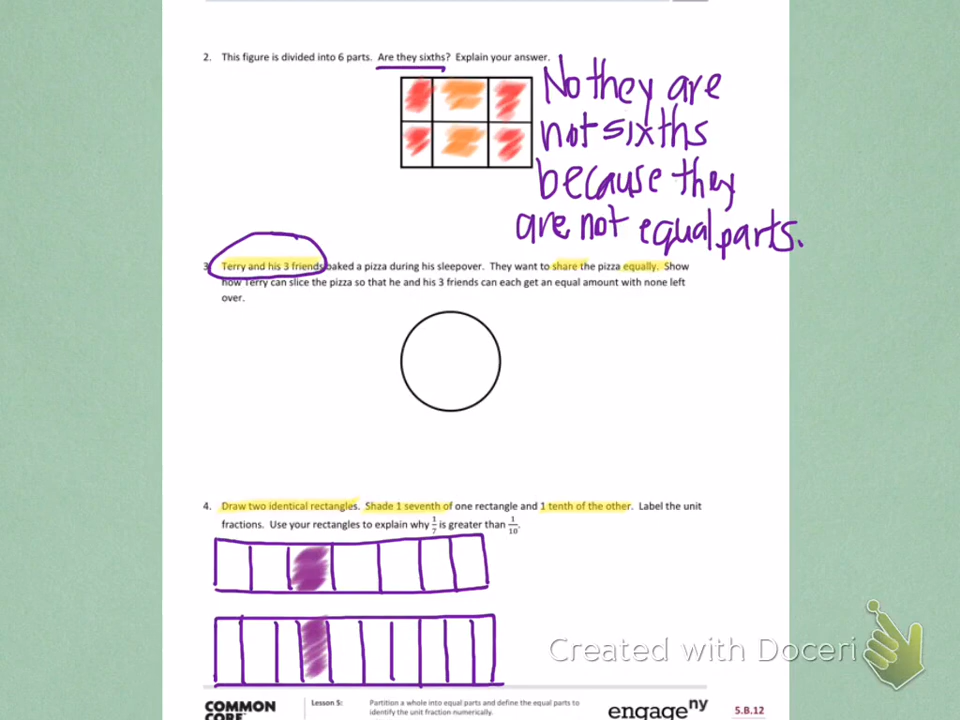 2. This figure is divided into 6 parts. Are they sixths? Explain your answer.
No they are
not sixths
because they
are not equal parts.
3. Terry and his 3 friends baked a pizza during his sleepover. They want to share the pizza equally. Show
how Terry can slice the pizza so that he and his 3 friends can each get an equal amount with none left
over.
4. Draw two identical rectangles. Shade 1 seventh of one rectangle and 1 tenth of the other. Label the unit
fractions. Use your rectangles to explain why 1/7 is greater than 1/10.
Created with Doceri
COMMON
CORE
Lesson 5:
Partition a whole into equal parts and define the equal parts to
identify the unit fraction numerically.
engage ny
5.B.12